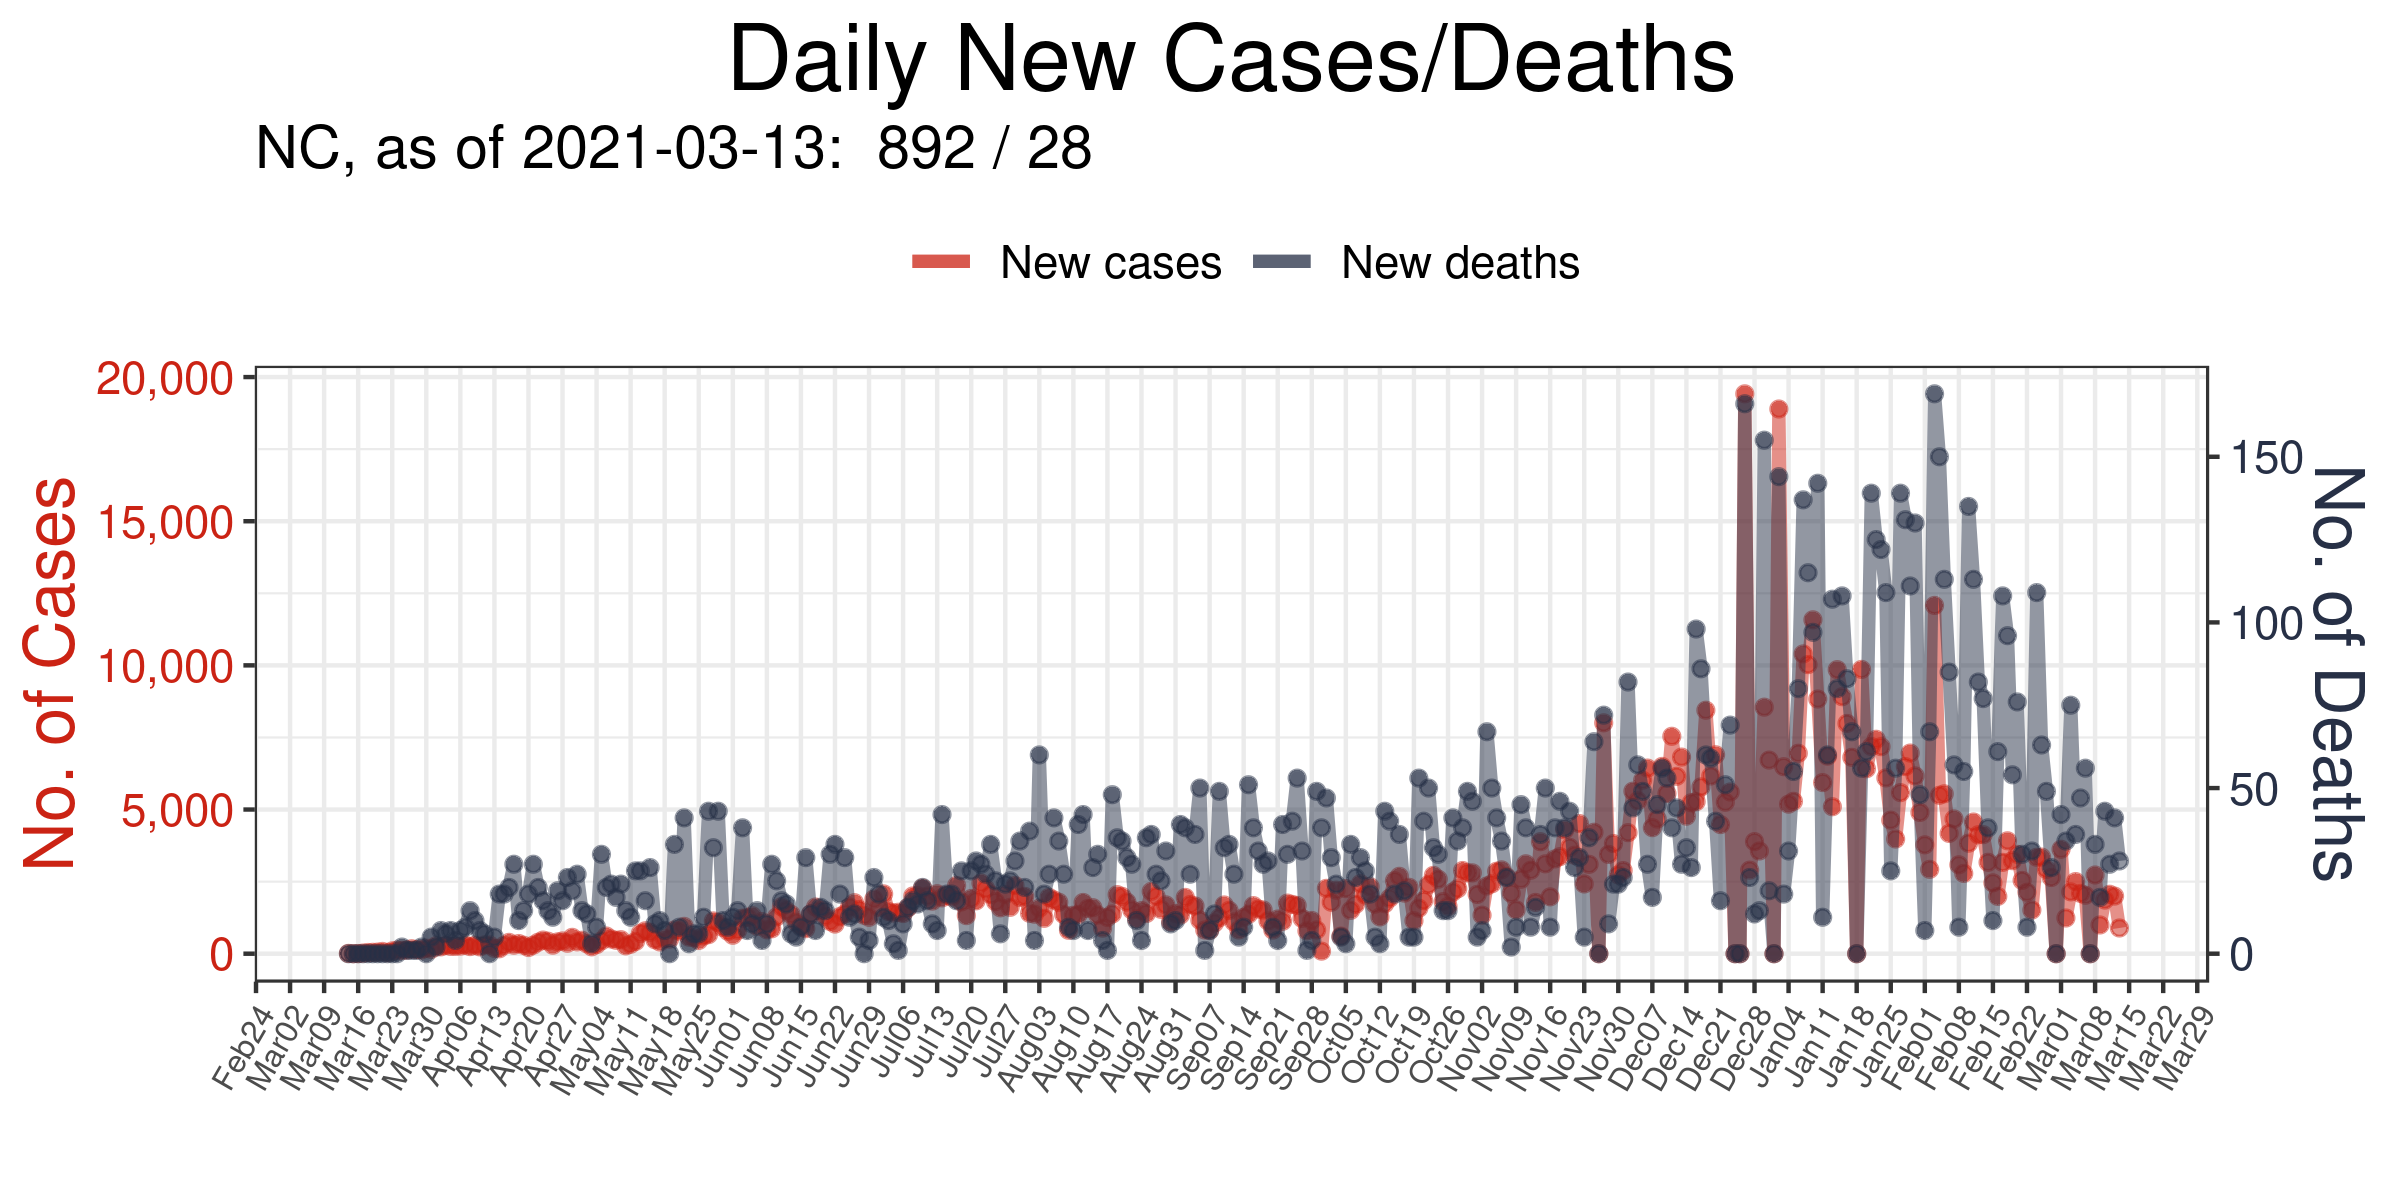 Daily New Cases/Deaths
NC, as of 2021-03-13:  892 / 28
New cases
New deaths
No. of Cases
20,000
15,000
10,000
5,000
0
No. of Deaths
150
100
50
0
Feb24
Mar02
Mar09
Mar16
Mar23
Mar30
Apr06
Apr13
Apr20
Apr27
May04
May11
May18
May25
Jun01
Jun08
Jun15
Jun22
Jun29
Jul06
Jul13
Jul20
Jul27
Aug03
Aug10
Aug17
Aug24
Aug31
Sep07
Sep14
Sep21
Sep28
Oct05
Oct12
Oct19
Oct26
Nov02
Nov09
Nov16
Nov23
Nov30
Dec07
Dec14
Dec21
Dec28
Jan04
Jan11
Jan18
Jan25
Feb01
Feb08
Feb15
Feb22
Mar01
Mar08
Mar15
Mar22
Mar29